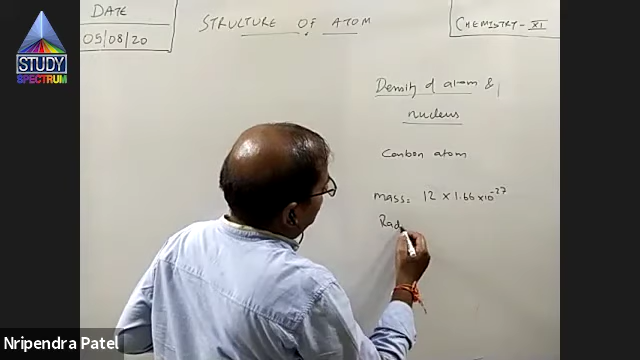 DATE
05/08/20
STRUCTURE OF ATOM
CHEMISTRY - XI
STUDY
SPECTRUM
Density of atom &
nucleus
Carbon atom
mass = 12 × 1.66 × 10⁻²⁷
Rad
Nripendra Patel